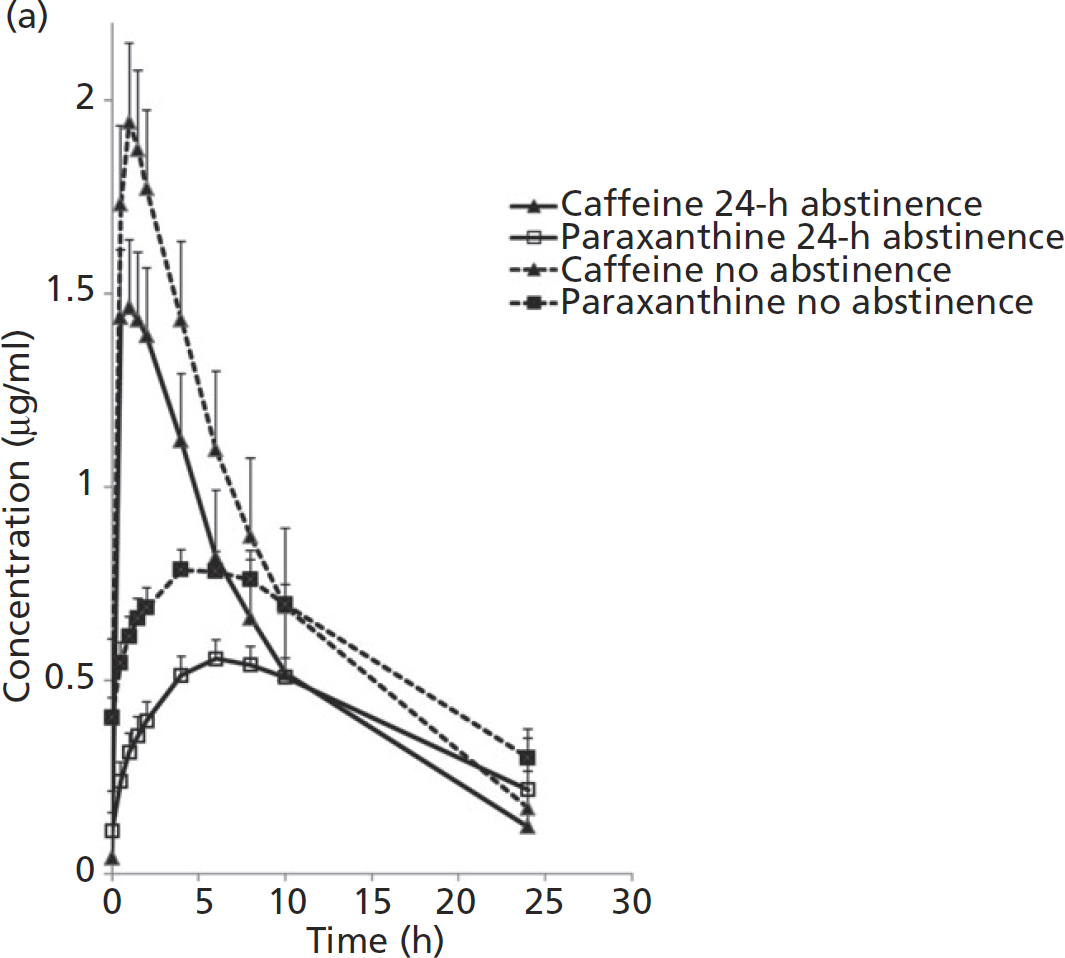 (a)
Concentration (µg/ml)
2
1.5
1
0.5
0
0 5 10 15 20 25 30
Time (h)
Caffeine 24-h abstinence
Paraxanthine 24-h abstinence
Caffeine no abstinence
Paraxanthine no abstinence